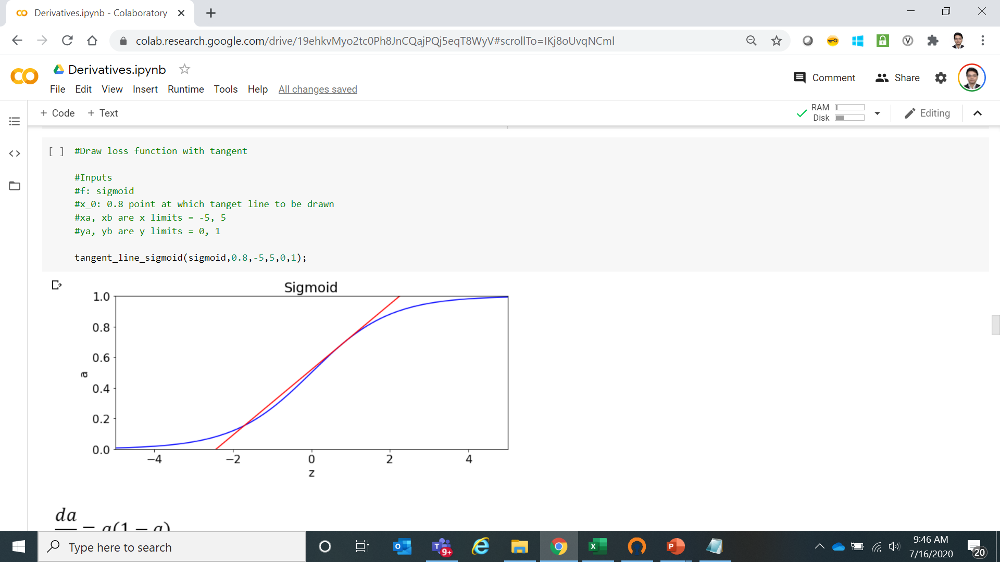 Derivatives.ipynb - Colaboratory
colab.research.google.com/drive/19ehkvMyo2tc0Ph8JnCQajPQj5eqT8WyV#scrollTo=IKj8oUvqNCml
Derivatives.ipynb
Comment
Share
File Edit View Insert Runtime Tools Help All changes saved
+ Code + Text
RAM
Disk
Editing
[ ] #Draw loss function with tangent
#Inputs
#f: sigmoid
#x_0: 0.8 point at which tanget line to be drawn
#xa, xb are x limits = -5, 5
#ya, yb are y limits = 0, 1
tangent_line_sigmoid(sigmoid,0.8,-5,5,0,1);
Sigmoid
1.0
0.8
0.6
a
0.4
0.2
0.0
−4 −2 0 2 4
z
da
= a(1 − a)
Type here to search
9+
9:46 AM
7/16/2020
20